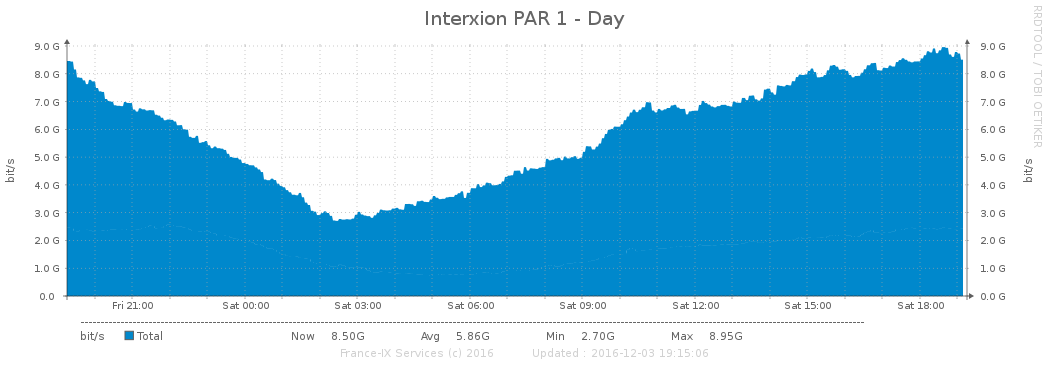 Interxion PAR 1 - Day
RRDTOOL / TOBI OETIKER
bit/s
9.0 G
8.0 G
7.0 G
6.0 G
5.0 G
4.0 G
3.0 G
2.0 G
1.0 G
0.0
9.0 G
8.0 G
7.0 G
6.0 G
5.0 G
4.0 G
3.0 G
2.0 G
1.0 G
0.0 G
bit/s
Fri 21:00 Sat 00:00 Sat 03:00 Sat 06:00 Sat 09:00 Sat 12:00 Sat 15:00 Sat 18:00
bit/s Total Now 8.50G Avg 5.86G Min 2.70G Max 8.95G
France-IX Services (c) 2016 Updated : 2016-12-03 19:15:06